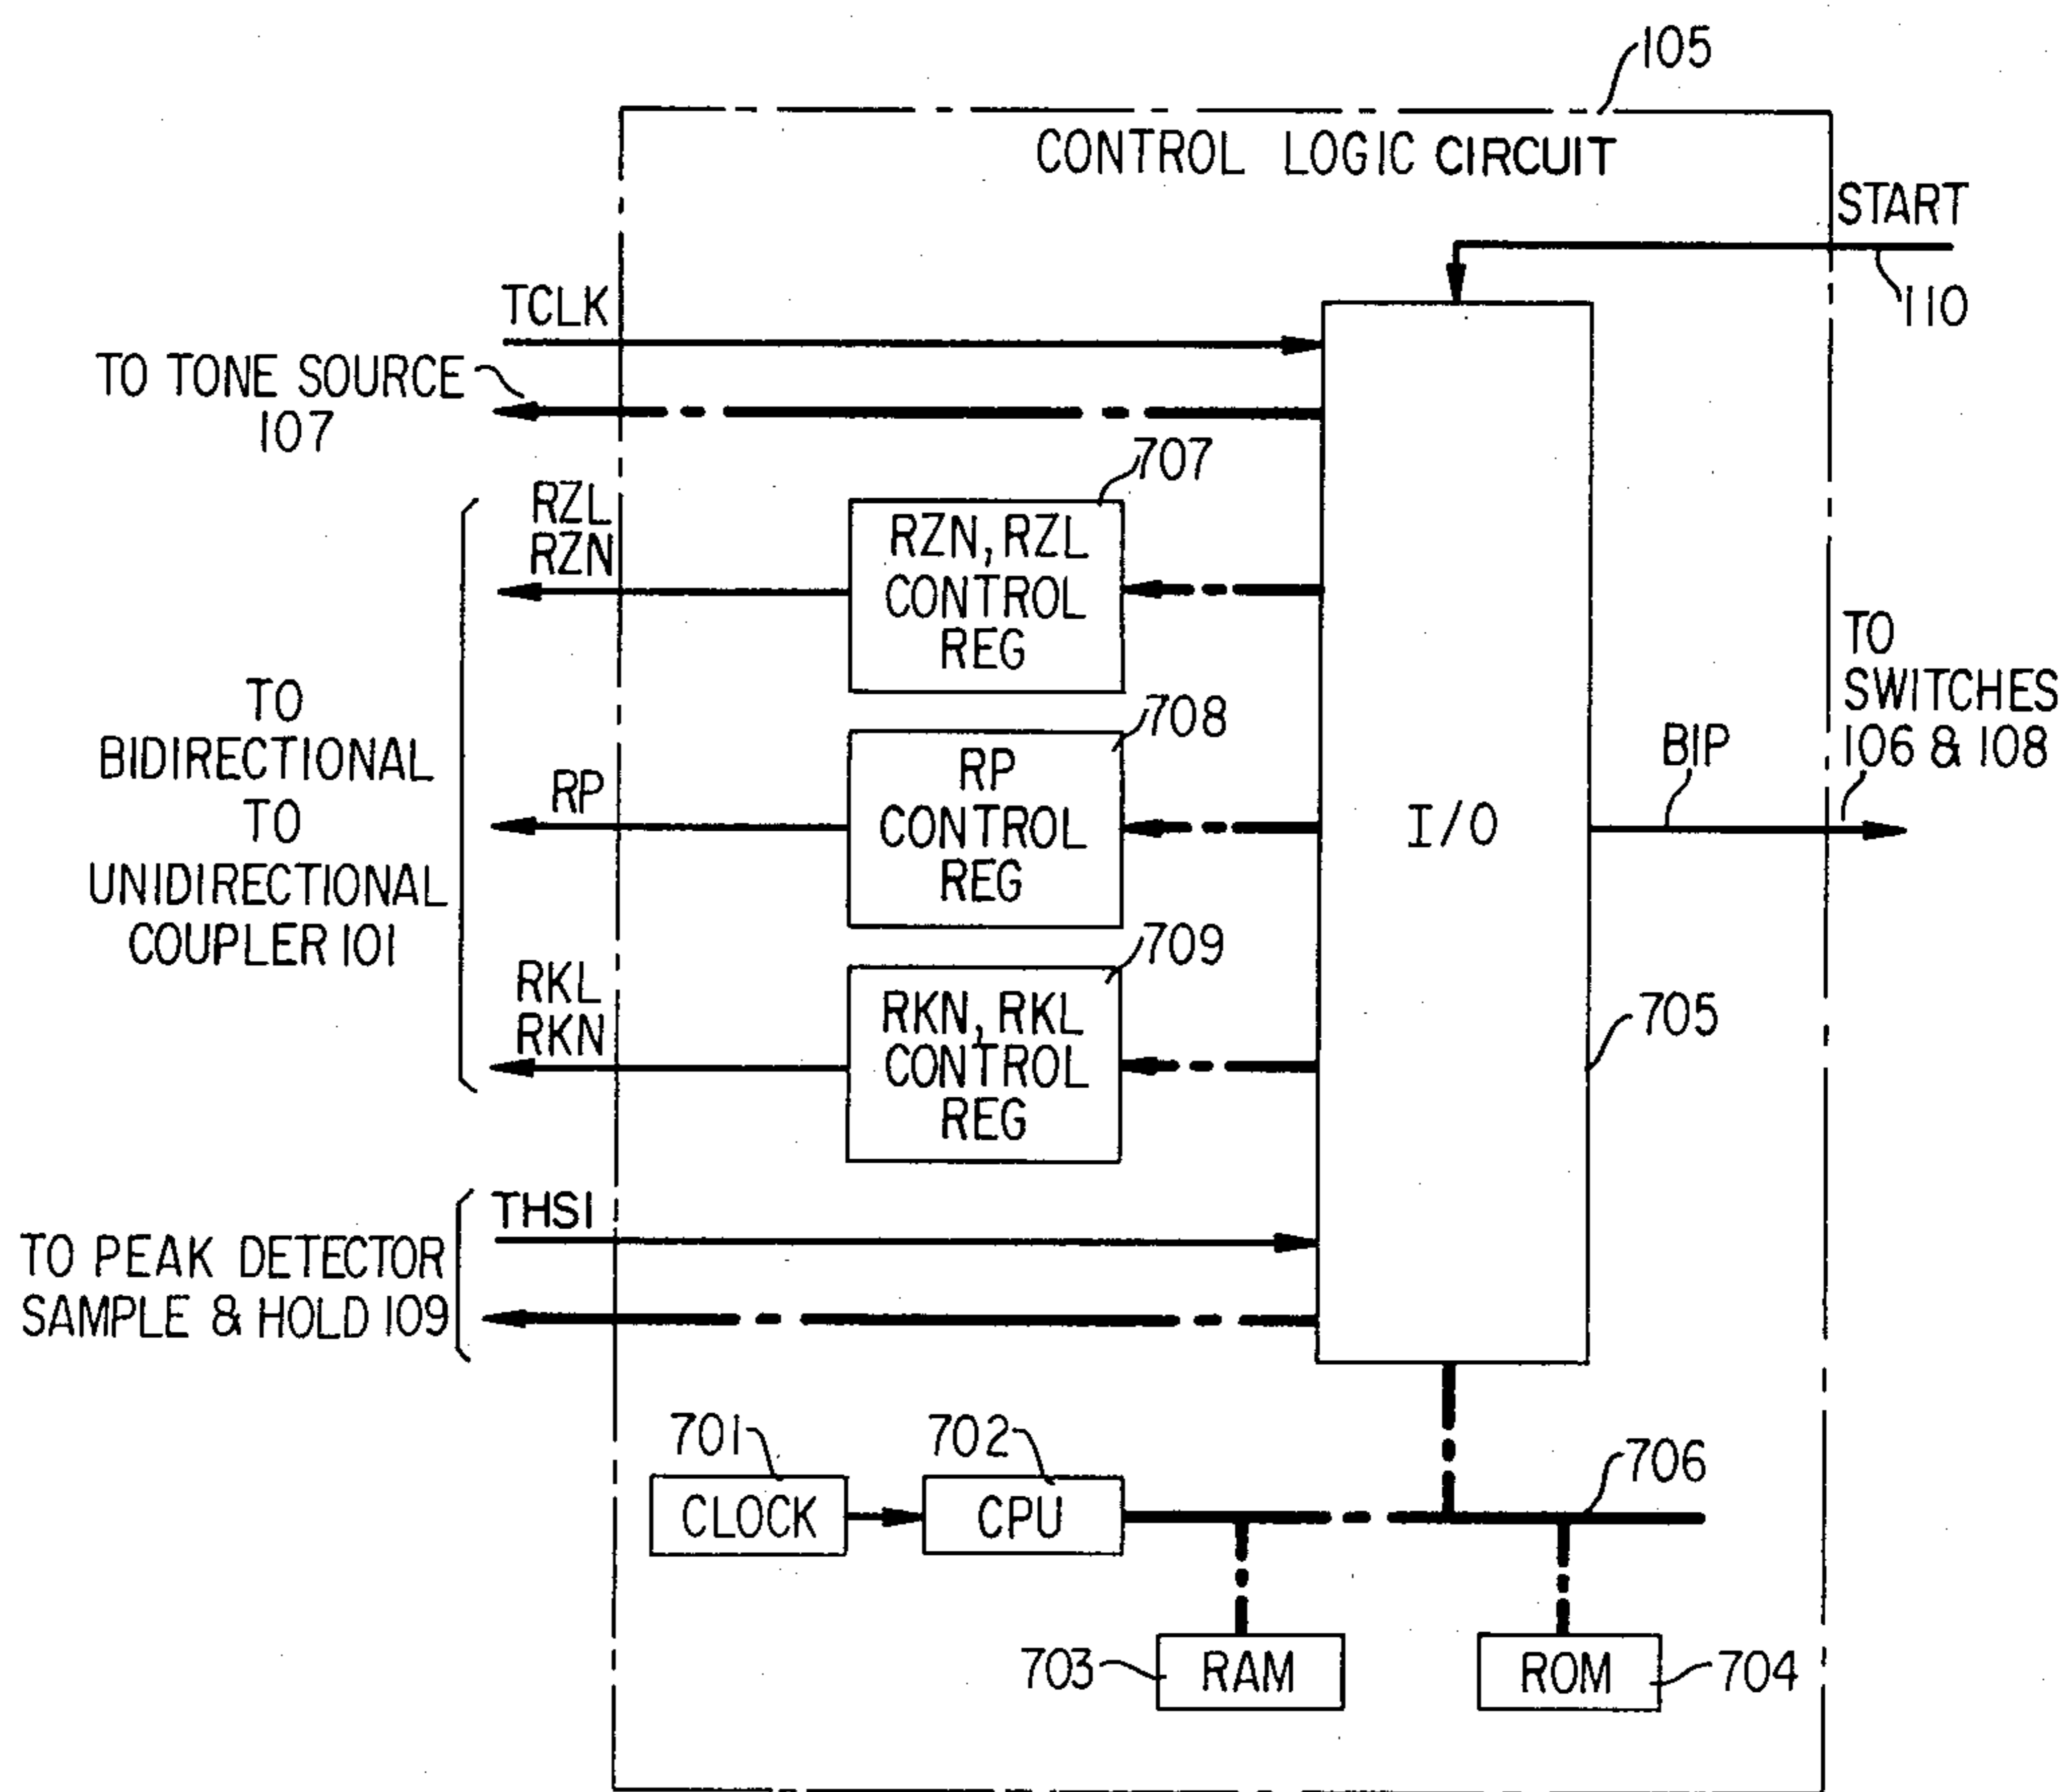 105
CONTROL LOGIC CIRCUIT
START
110
TCLK
TO TONE SOURCE
107
707
RZL
RZN
RZN, RZL
CONTROL
REG
TO
SWITCHES
106 & 108
BIP
708
TO
BIDIRECTIONAL
TO
UNIDIRECTIONAL
COUPLER 101
RP
RP
CONTROL
REG
I/O
709
RKL
RKN
RKN, RKL
CONTROL
REG
705
THSI
TO PEAK DETECTOR
SAMPLE & HOLD 109
701
702
706
CLOCK
CPU
703
RAM
ROM
704